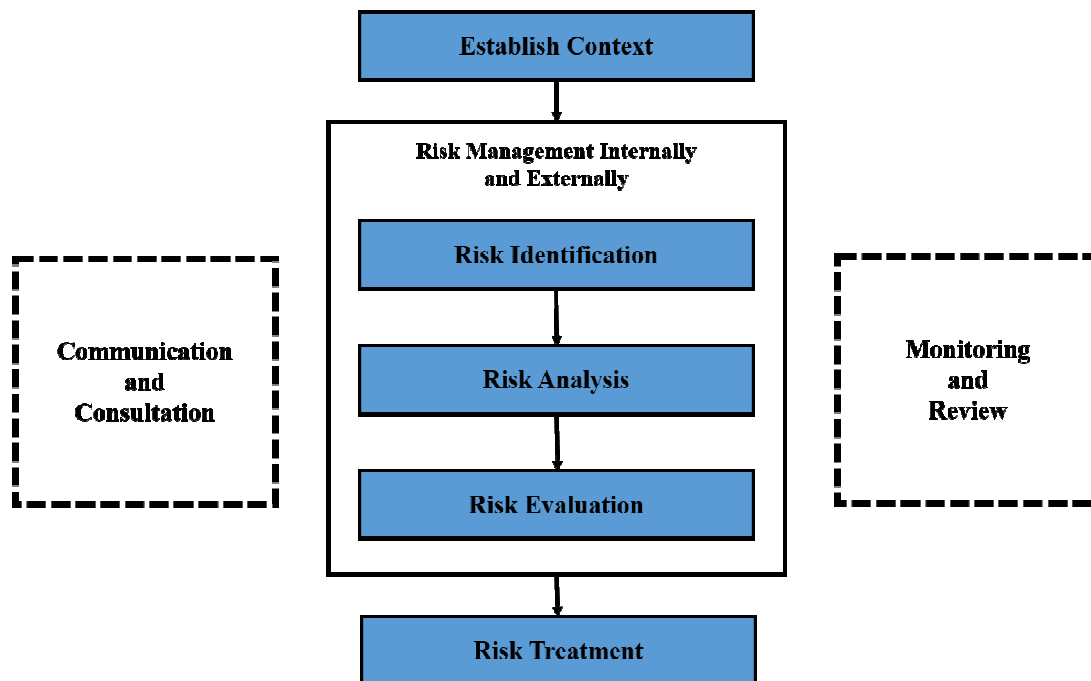 Establish Context
Risk Management Internally
and Externally
Risk Identification
Risk Analysis
Risk Evaluation
Risk Treatment
Communication
and
Consultation
Monitoring
and
Review